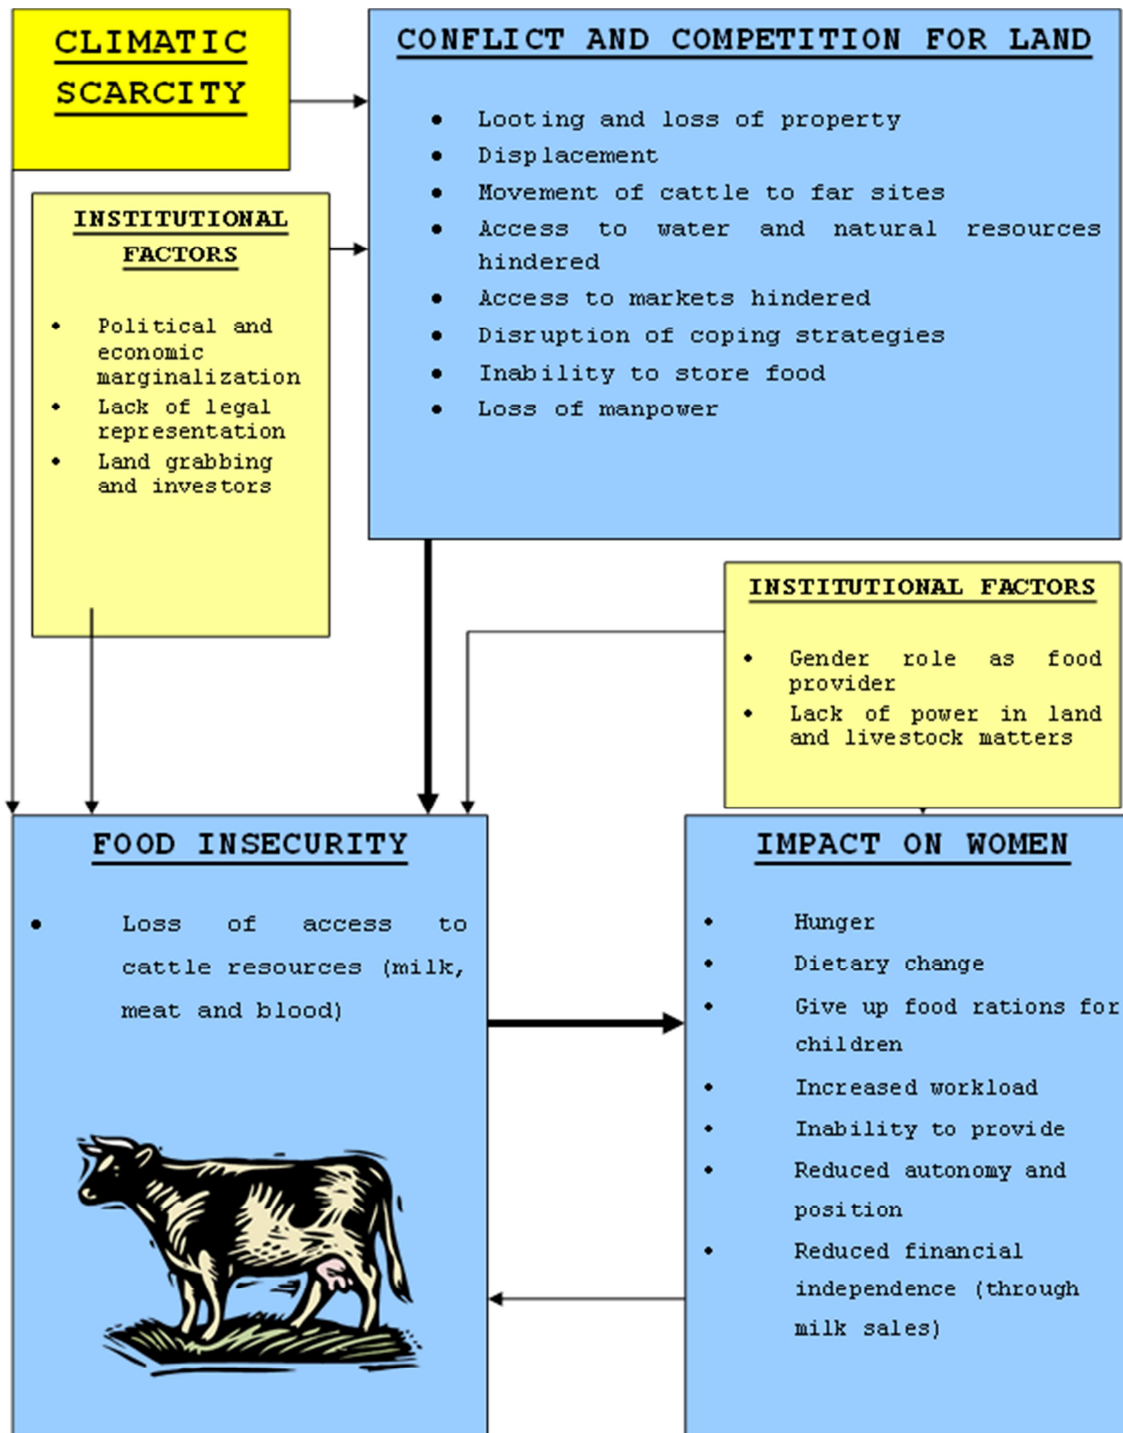 CLIMATIC
SCARCITY
CONFLICT AND COMPETITION FOR LAND
• Looting and loss of property
• Displacement
• Movement of cattle to far sites
• Access to water and natural resources
hindered
• Access to markets hindered
• Disruption of coping strategies
• Inability to store food
• Loss of manpower
INSTITUTIONAL
FACTORS
• Political and
economic
marginalization
• Lack of legal
representation
• Land grabbing
and investors
INSTITUTIONAL FACTORS
• Gender role as food
provider
• Lack of power in land
and livestock matters
FOOD INSECURITY
• Loss of access to
cattle resources (milk,
meat and blood)
IMPACT ON WOMEN
• Hunger
• Dietary change
• Give up food rations for
children
• Increased workload
• Inability to provide
• Reduced autonomy and
position
• Reduced financial
independence (through
milk sales)